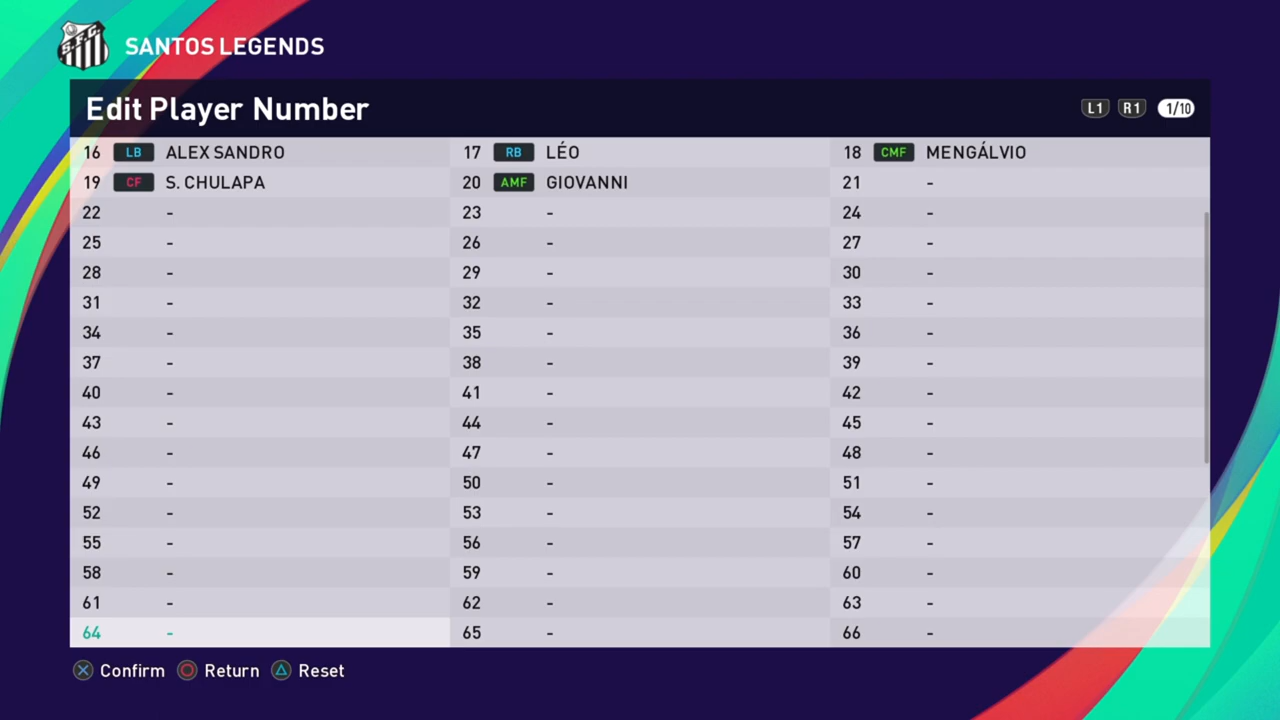 S.F.C
SANTOS LEGENDS
Edit Player Number L1 R1 1/10
16 LB ALEX SANDRO 17 RB LÉO 18 CMF MENGÁLVIO
19 CF S. CHULAPA 20 AMF GIOVANNI 21 -
22 - 23 - 24 -
25 - 26 - 27 -
28 - 29 - 30 -
31 - 32 - 33 -
34 - 35 - 36 -
37 - 38 - 39 -
40 - 41 - 42 -
43 - 44 - 45 -
46 - 47 - 48 -
49 - 50 - 51 -
52 - 53 - 54 -
55 - 56 - 57 -
58 - 59 - 60 -
61 - 62 - 63 -
64 - 65 - 66 -
Confirm Return Reset